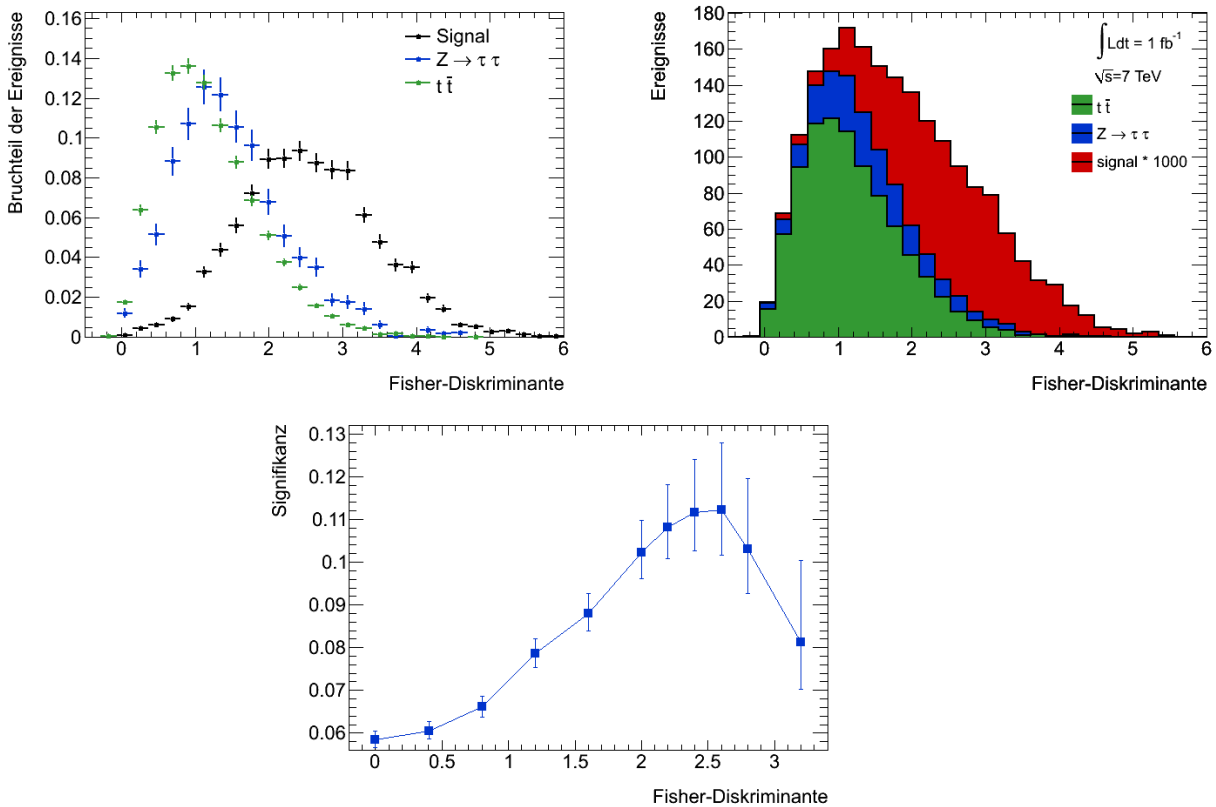 Bruchteil der Ereignisse
0.16
0.14
0.12
0.1
0.08
0.06
0.04
0.02
0
Signal
Z → τ τ
t t̄
0 1 2 3 4 5 6
Fisher-Diskriminante
Ereignisse
180
160
140
120
100
80
60
40
20
0
∫Ldt = 1 fb⁻¹
√s=7 TeV
t t̄
Z → τ τ
signal * 1000
0 1 2 3 4 5 6
Fisher-Diskriminante
Signifikanz
0.13
0.12
0.11
0.1
0.09
0.08
0.07
0.06
0 0.5 1 1.5 2 2.5 3
Fisher-Diskriminante